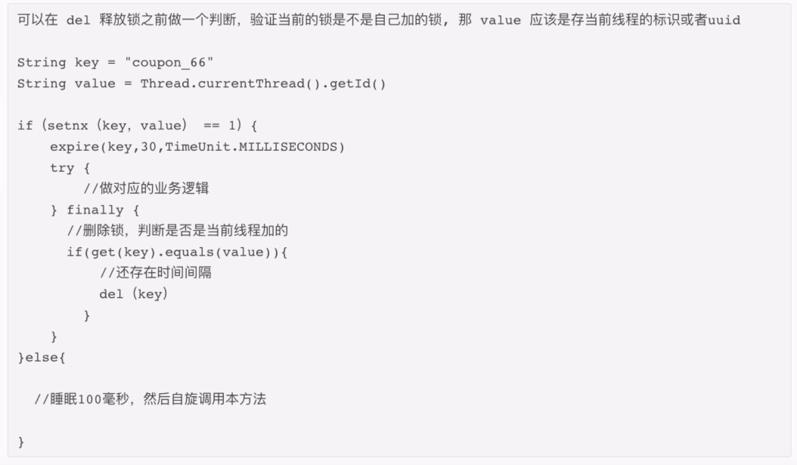 可以在 del 释放锁之前做一个判断，验证当前的锁是不是自己加的锁, 那 value 应该是存当前线程的标识或者uuid
String key = "coupon_66"
String value = Thread.currentThread().getId()
if（setnx（key，value） == 1）{
    expire(key,30,TimeUnit.MILLISECONDS)
    try {
        //做对应的业务逻辑
    } finally {
      //删除锁，判断是否是当前线程加的
      if(get(key).equals(value)){
          //还存在时间间隔
          del（key）
        }
    }
}else{
  //睡眠100毫秒，然后自旋调用本方法
}